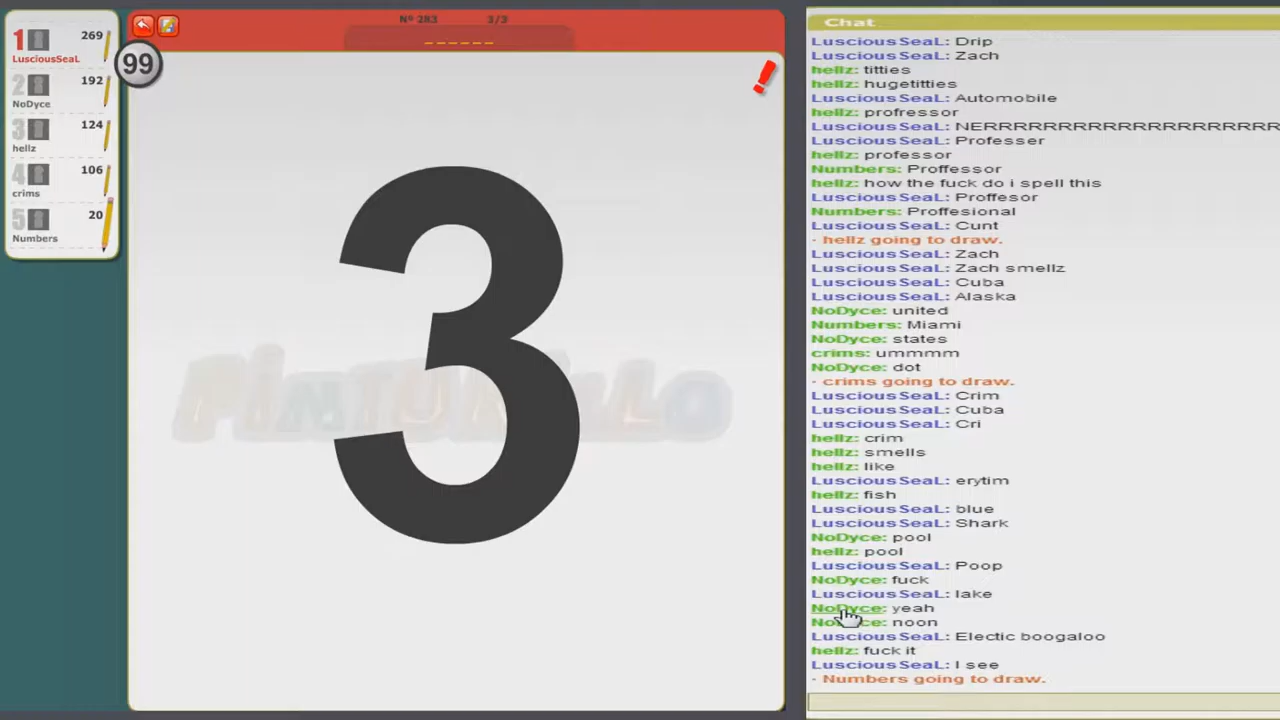 1 269
LusciousSeaL
2 192
NoDyce
3 124
hellz
4 106
crims
5 20
Numbers
99
Nº 283 3/3
3
Chat
LusciousSeaL: Drip
LusciousSeaL: Zach
hellz: titties
hellz: hugetitties
LusciousSeaL: Automobile
hellz: profressor
LusciousSeaL: NERRRRRRRRRRRRRRRRRRRRRR
LusciousSeaL: Professer
hellz: professor
Numbers: Proffessor
hellz: how the fuck do i spell this
LusciousSeaL: Proffesor
Numbers: Proffesional
LusciousSeaL: Cunt
· hellz going to draw.
LusciousSeaL: Zach
LusciousSeaL: Zach smellz
LusciousSeaL: Cuba
LusciousSeaL: Alaska
NoDyce: united
Numbers: Miami
NoDyce: states
crims: ummmm
NoDyce: dot
· crims going to draw.
LusciousSeaL: Crim
LusciousSeaL: Cuba
LusciousSeaL: Cri
hellz: crim
hellz: smells
hellz: like
LusciousSeaL: erytim
hellz: fish
LusciousSeaL: blue
LusciousSeaL: Shark
NoDyce: pool
hellz: pool
LusciousSeaL: Poop
NoDyce: fuck
LusciousSeaL: lake
NoDyce: yeah
NoDyce: noon
LusciousSeaL: Electic boogaloo
hellz: fuck it
LusciousSeaL: I see
· Numbers going to draw.